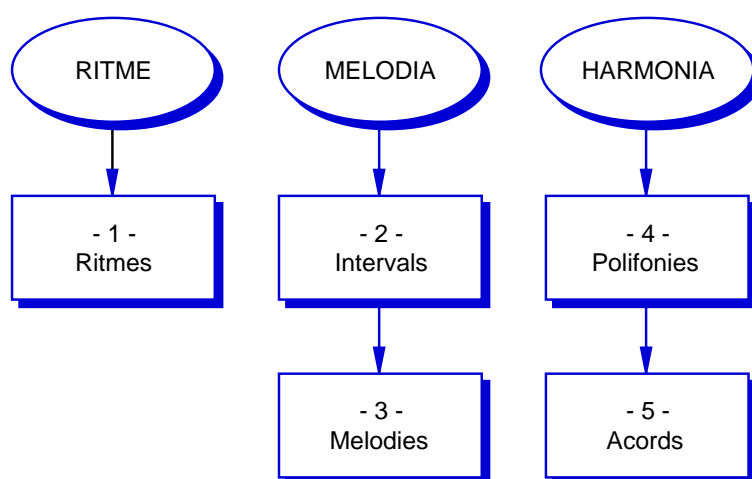 RITME
MELODIA
HARMONIA
- 1 -
Ritmes
- 2 -
Intervals
- 4 -
Polifonies
- 3 -
Melodies
- 5 -
Acords